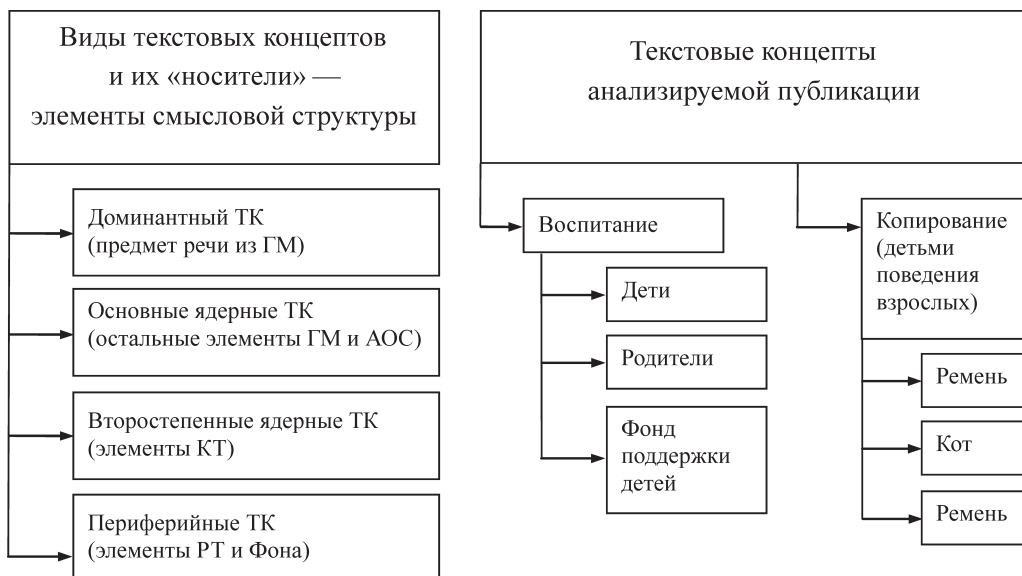 Виды текстовых концептов
и их «носители» —
элементы смысловой структуры
Доминантный ТК
(предмет речи из ГМ)
Основные ядерные ТК
(остальные элементы ГМ и АОС)
Второстепенные ядерные ТК
(элементы КТ)
Периферийные ТК
(элементы РТ и Фона)
Текстовые концепты
анализируемой публикации
Воспитание
Дети
Родители
Фонд
поддержки
детей
Копирование
(детьми
поведения
взрослых)
Ремень
Кот
Ремень